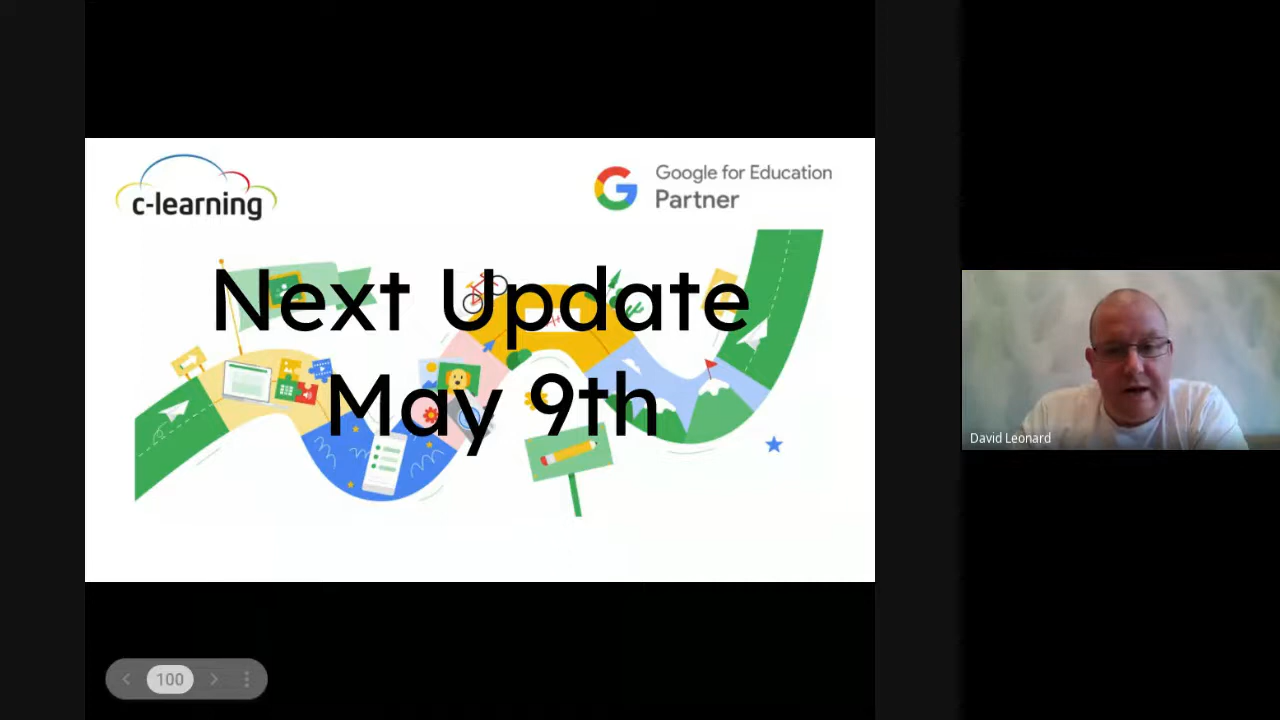 c-learning
Google for Education
Partner
Next Update
May 9th
David Leonard
100